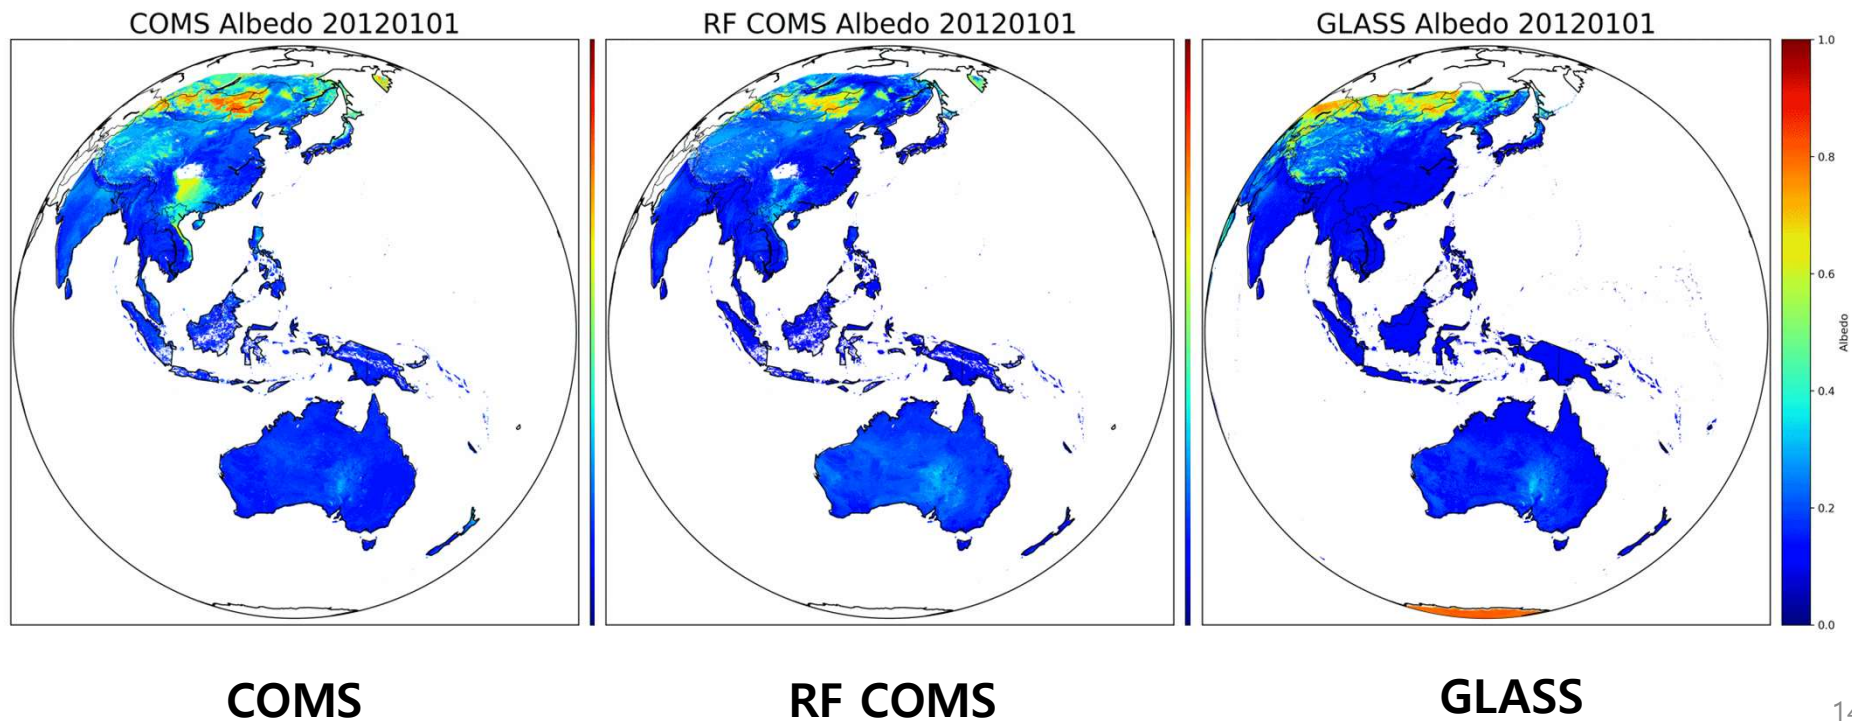 COMS Albedo 20120101
RF COMS Albedo 20120101
GLASS Albedo 20120101
1.0
0.8
0.6
0.4
0.2
0.0
Albedo
COMS
RF COMS
GLASS
14